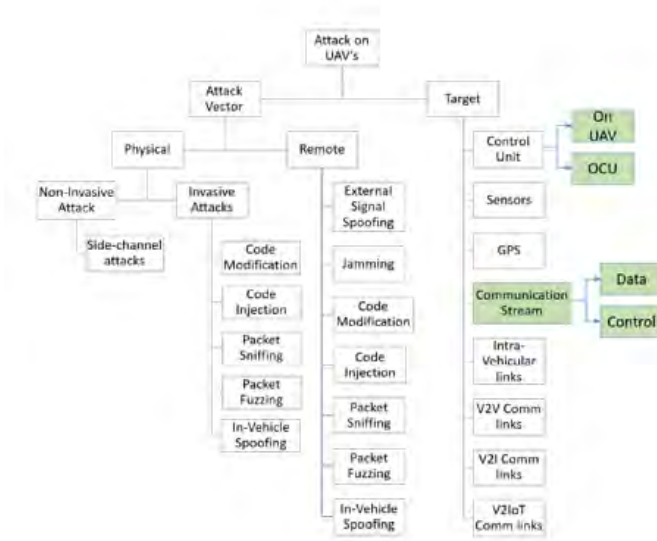 Attack on
UAV's
Attack
Vector
Target
Physical
Remote
Non-Invasive
Attack
Side-channel
attacks
Invasive
Attacks
Code
Modification
Code
Injection
Packet
Sniffing
Packet
Fuzzing
In-Vehicle
Spoofing
External
Signal
Spoofing
Jamming
Code
Modification
Code
Injection
Packet
Sniffing
Packet
Fuzzing
In-Vehicle
Spoofing
Control
Unit
On
UAV
OCU
Sensors
GPS
Communication
Stream
Data
Control
Intra-
Vehicular
links
V2V Comm
links
V2I Comm
links
V2IoT
Comm links